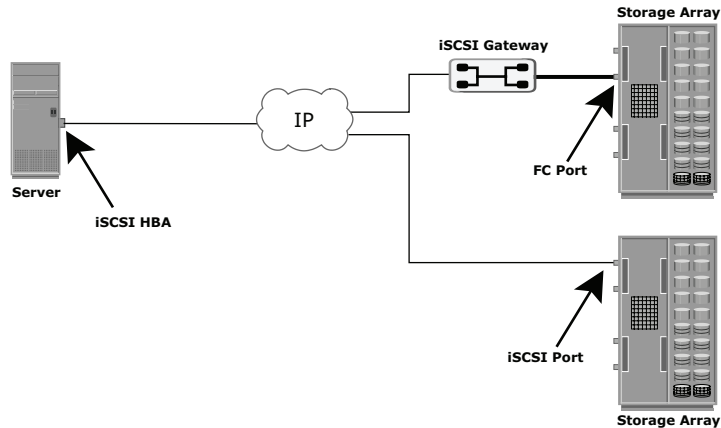 Storage Array
iSCSI Gateway
IP
FC Port
Server
iSCSI HBA
iSCSI Port
Storage Array